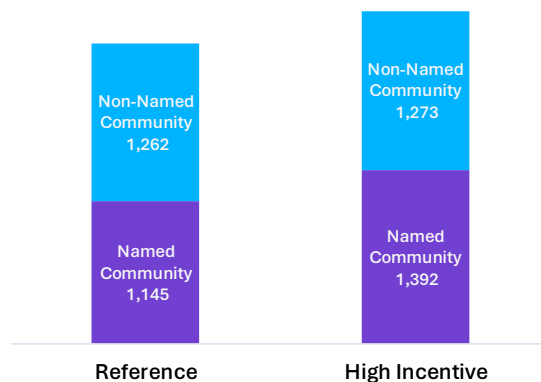 Non-Named
Community
1,262
Named
Community
1,145
Non-Named
Community
1,273
Named
Community
1,392
Reference
High Incentive